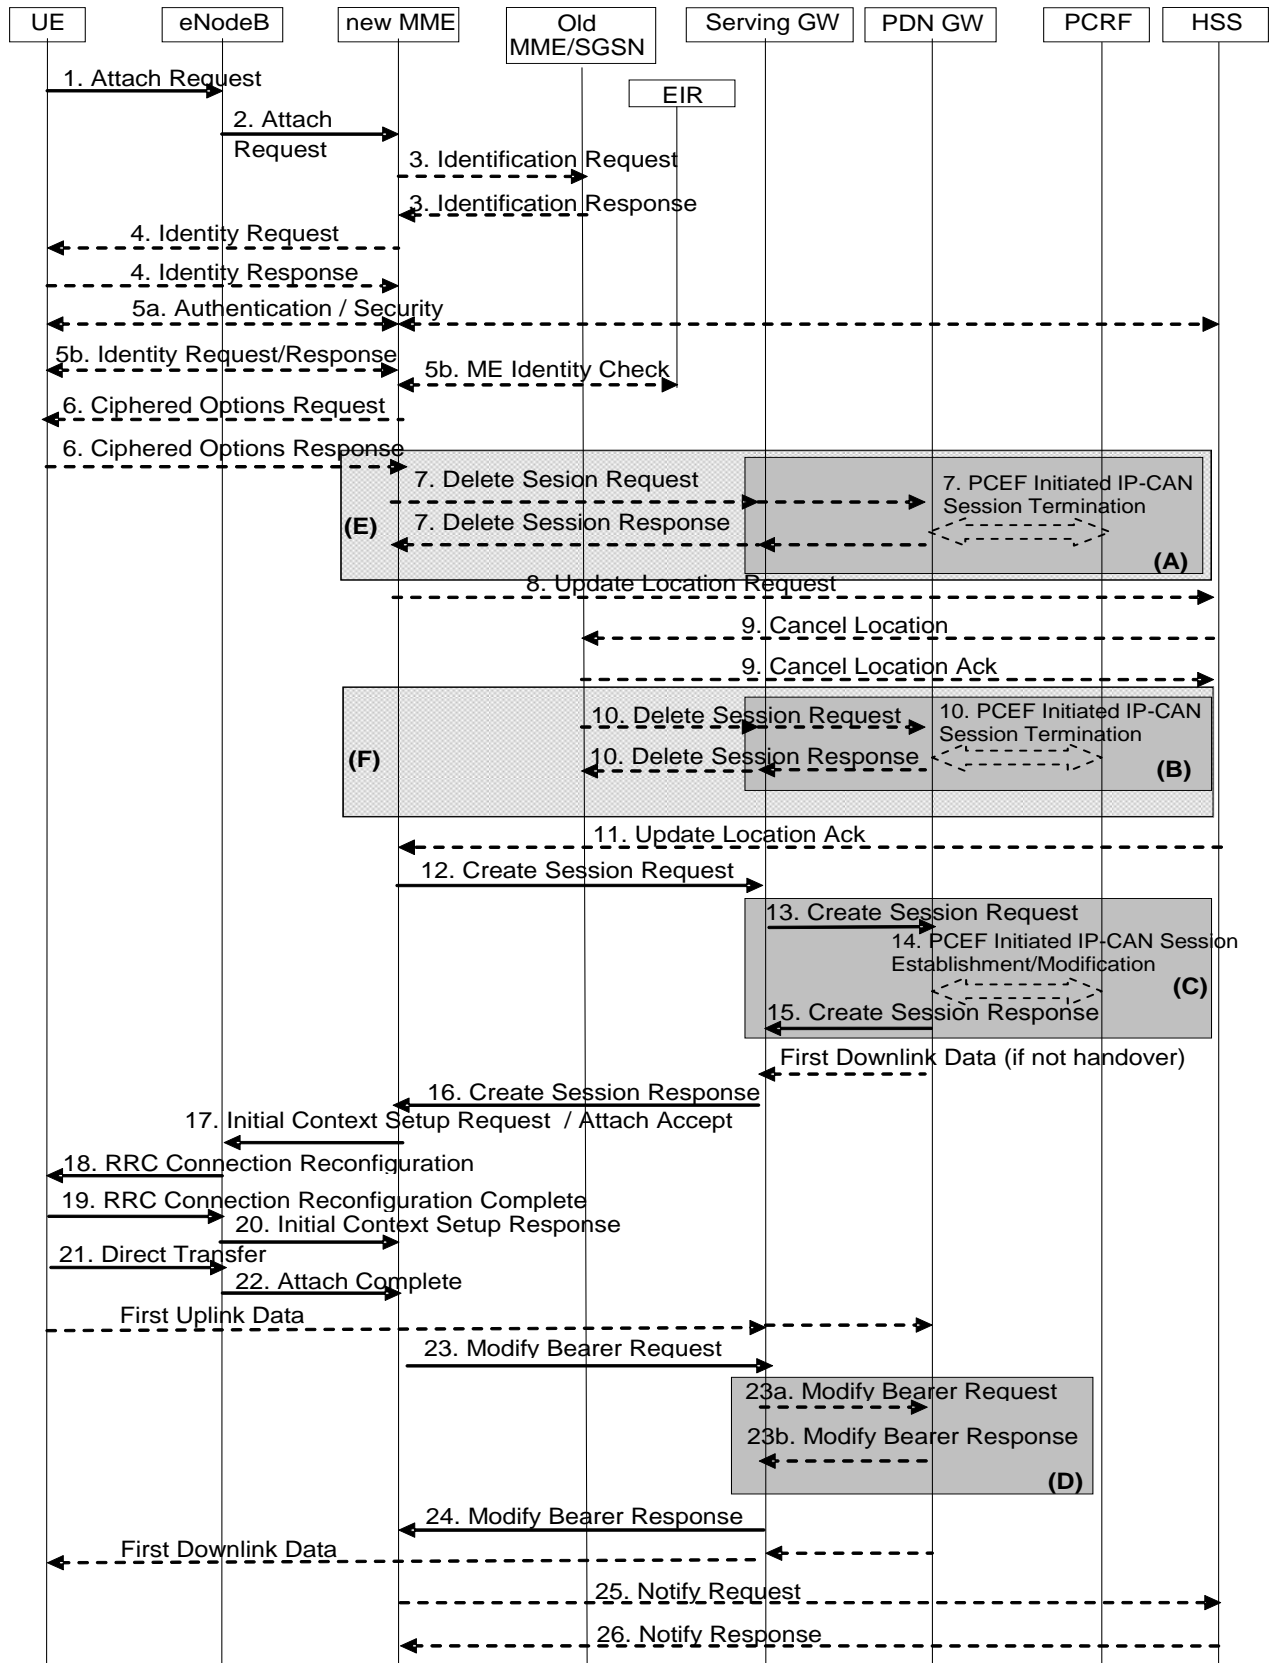 UE
eNodeB
new MME
Old
MME/SGSN
Serving GW
PDN GW
PCRF
HSS
EIR
1. Attach Request
2. Attach
Request
3. Identification Request
3. Identification Response
4. Identity Request
4. Identity Response
5a. Authentication / Security
5b. Identity Request/Response
5b. ME Identity Check
6. Ciphered Options Request
6. Ciphered Options Response
7. Delete Sesion Request
7. PCEF Initiated IP-CAN
Session Termination
(E)
7. Delete Session Response
(A)
8. Update Location Request
9. Cancel Location
9. Cancel Location Ack
10. Delete Session Request
10. PCEF Initiated IP-CAN
Session Termination
(F)
10. Delete Session Response
(B)
11. Update Location Ack
12. Create Session Request
13. Create Session Request
14. PCEF Initiated IP-CAN Session
Establishment/Modification
(C)
15. Create Session Response
First Downlink Data (if not handover)
16. Create Session Response
17. Initial Context Setup Request / Attach Accept
18. RRC Connection Reconfiguration
19. RRC Connection Reconfiguration Complete
20. Initial Context Setup Response
21. Direct Transfer
22. Attach Complete
First Uplink Data
23. Modify Bearer Request
23a. Modify Bearer Request
23b. Modify Bearer Response
(D)
24. Modify Bearer Response
First Downlink Data
25. Notify Request
26. Notify Response